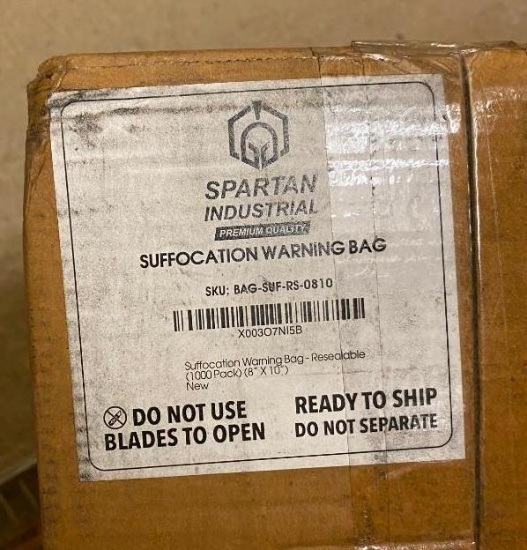 SPARTAN
INDUSTRIAL
PREMIUM QUALITY
SUFFOCATION WARNING BAG
SKU: BAG-SUF-RS-0810
X003O7NI5B
Suffocation Warning Bag - Resealable
(1000 Pack) (8" X 10")
New
DO NOT USE
BLADES TO OPEN
READY TO SHIP
DO NOT SEPARATE